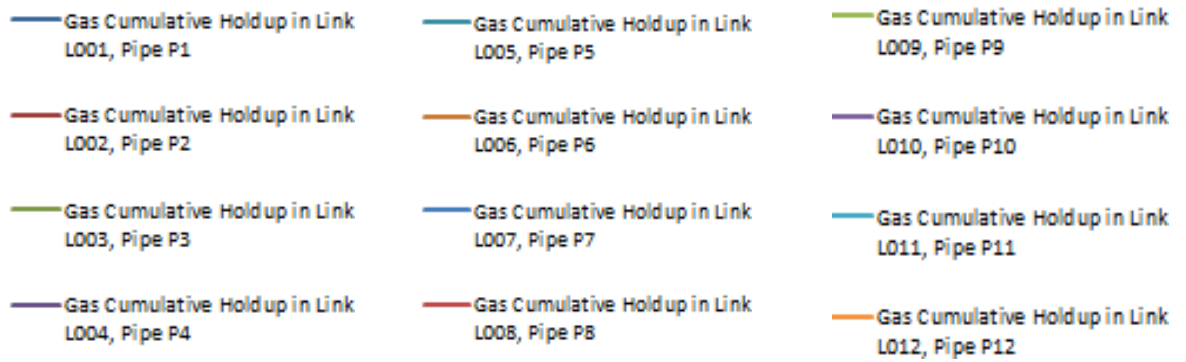 Gas Cumulative Holdup in Link
L001, Pipe P1
Gas Cumulative Holdup in Link
L002, Pipe P2
Gas Cumulative Holdup in Link
L003, Pipe P3
Gas Cumulative Holdup in Link
L004, Pipe P4
Gas Cumulative Holdup in Link
L005, Pipe P5
Gas Cumulative Holdup in Link
L006, Pipe P6
Gas Cumulative Holdup in Link
L007, Pipe P7
Gas Cumulative Holdup in Link
L008, Pipe P8
Gas Cumulative Holdup in Link
L009, Pipe P9
Gas Cumulative Holdup in Link
L010, Pipe P10
Gas Cumulative Holdup in Link
L011, Pipe P11
Gas Cumulative Holdup in Link
L012, Pipe P12